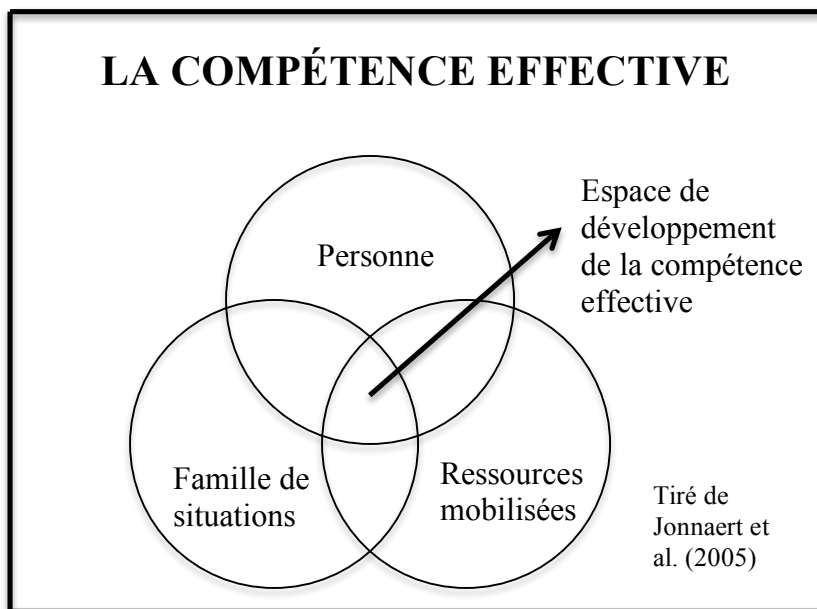 LA COMPÉTENCE EFFECTIVE
Espace de
développement
de la compétence
effective
Personne
Famille de
situations
Ressources
mobilisées
Tiré de
Jonnaert et
al. (2005)